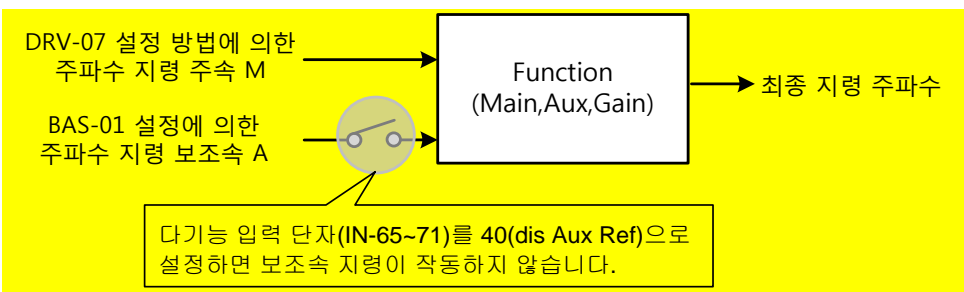 DRV-07 설정 방법에 의한
주파수 지령 주속 M
Function
(Main,Aux,Gain)
최종 지령 주파수
BAS-01 설정에 의한
주파수 지령 보조속 A
다기능 입력 단자(IN-65~71)를 40(dis Aux Ref)으로
설정하면 보조속 지령이 작동하지 않습니다.